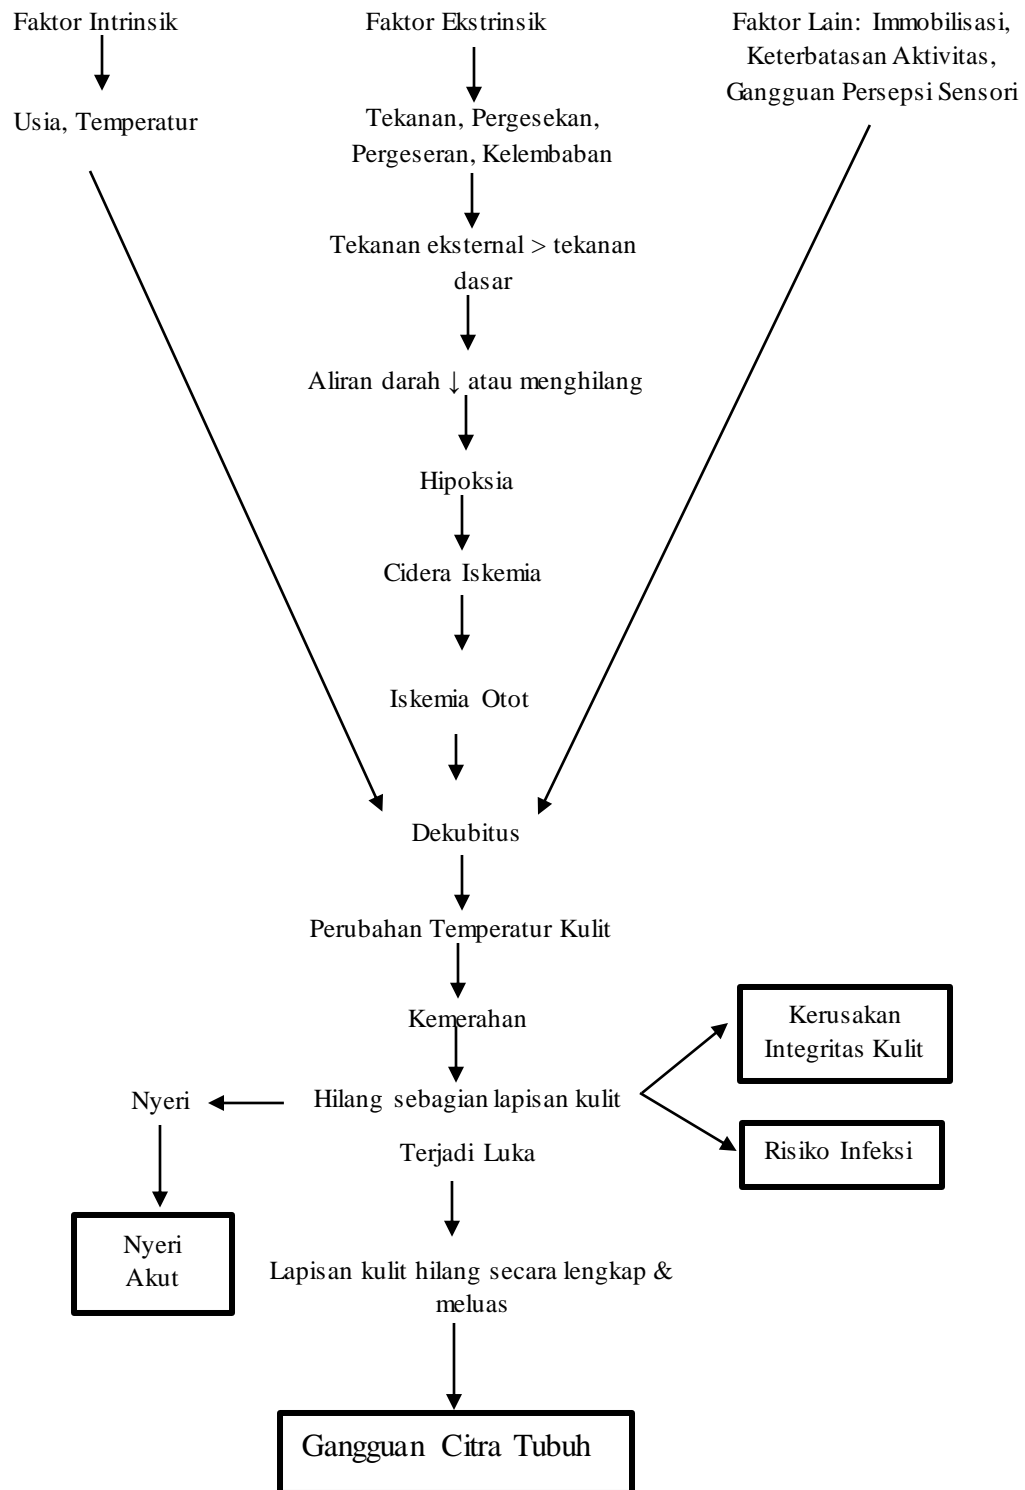 Faktor Intrinsik
Faktor Ekstrinsik
Faktor Lain: Immobilisasi,
Keterbatasan Aktivitas,
Gangguan Persepsi Sensori
Usia, Temperatur
Tekanan, Pergesekan,
Pergeseran, Kelembaban
Tekanan eksternal > tekanan
dasar
Aliran darah ↓ atau menghilang
Hipoksia
Cidera Iskemia
Iskemia Otot
Dekubitus
Perubahan Temperatur Kulit
Kemerahan
Kerusakan
Integritas Kulit
Nyeri
Hilang sebagian lapisan kulit
Terjadi Luka
Risiko Infeksi
Nyeri
Akut
Lapisan kulit hilang secara lengkap &
meluas
Gangguan Citra Tubuh